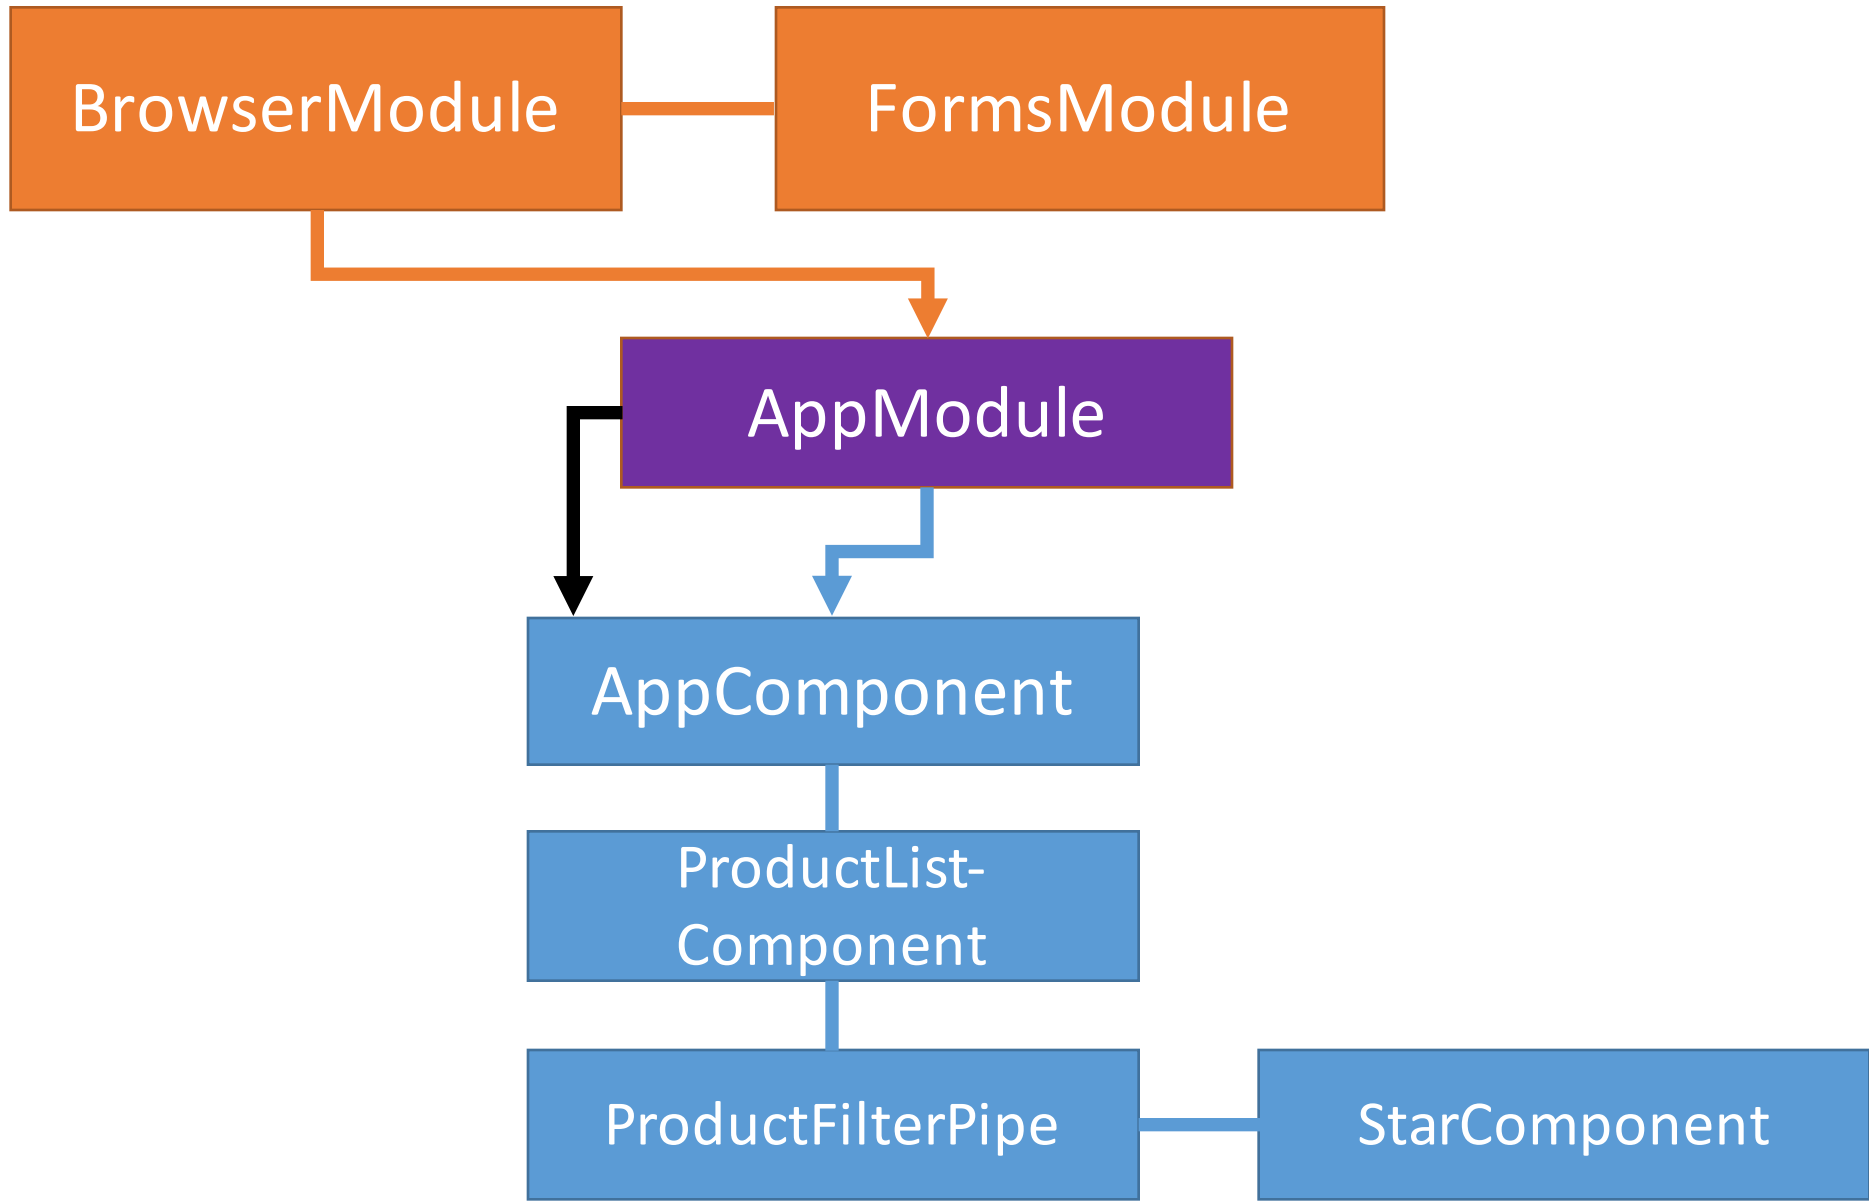 BrowserModule
FormsModule
AppModule
AppComponent
ProductList-
Component
ProductFilterPipe
StarComponent